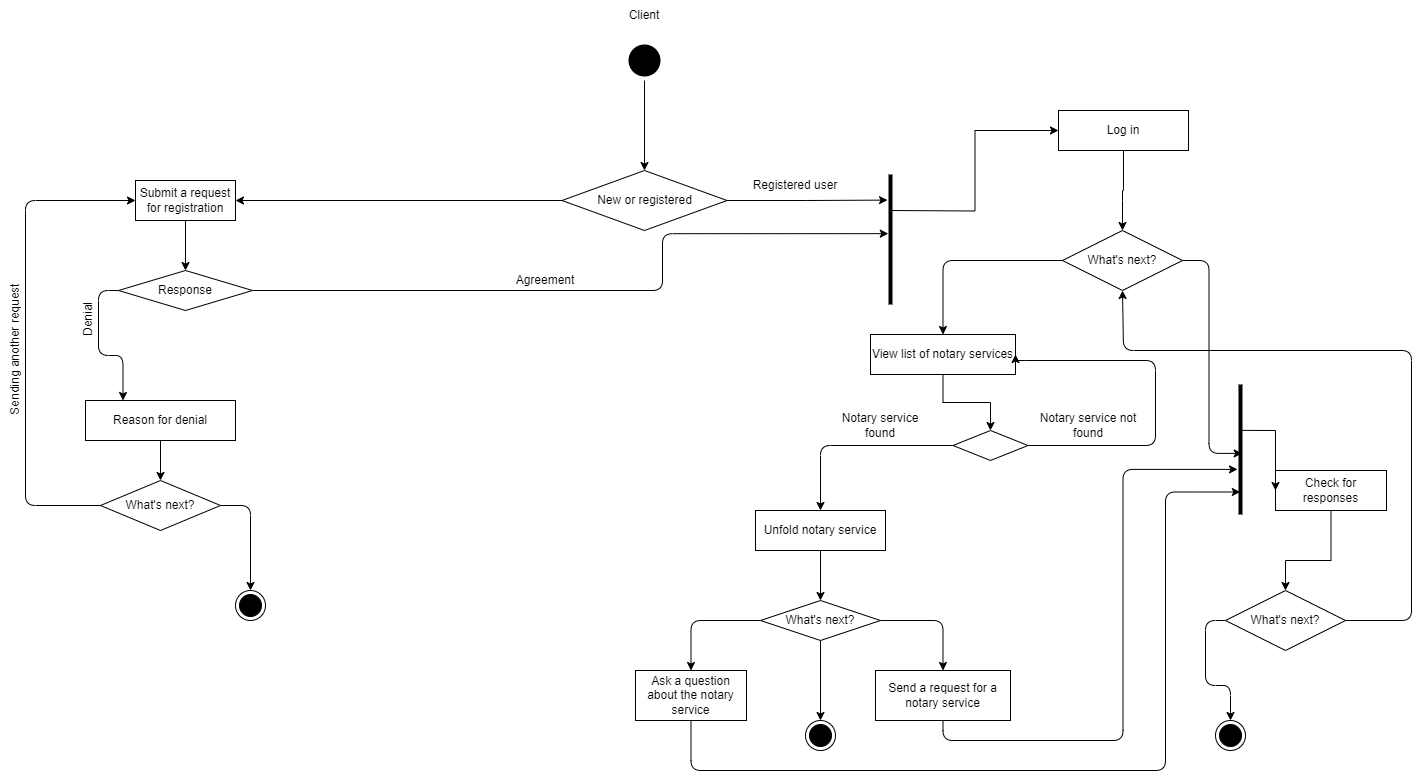 Client
Log in
Submit a request
for registration
New or registered
Registered user
What's next?
Response
Agreement
Denial
Sending another request
View list of notary services
Reason for denial
Notary service
found
Notary service not
found
Check for
responses
What's next?
Unfold notary service
What's next?
What's next?
Ask a question
about the notary
service
Send a request for a
notary service